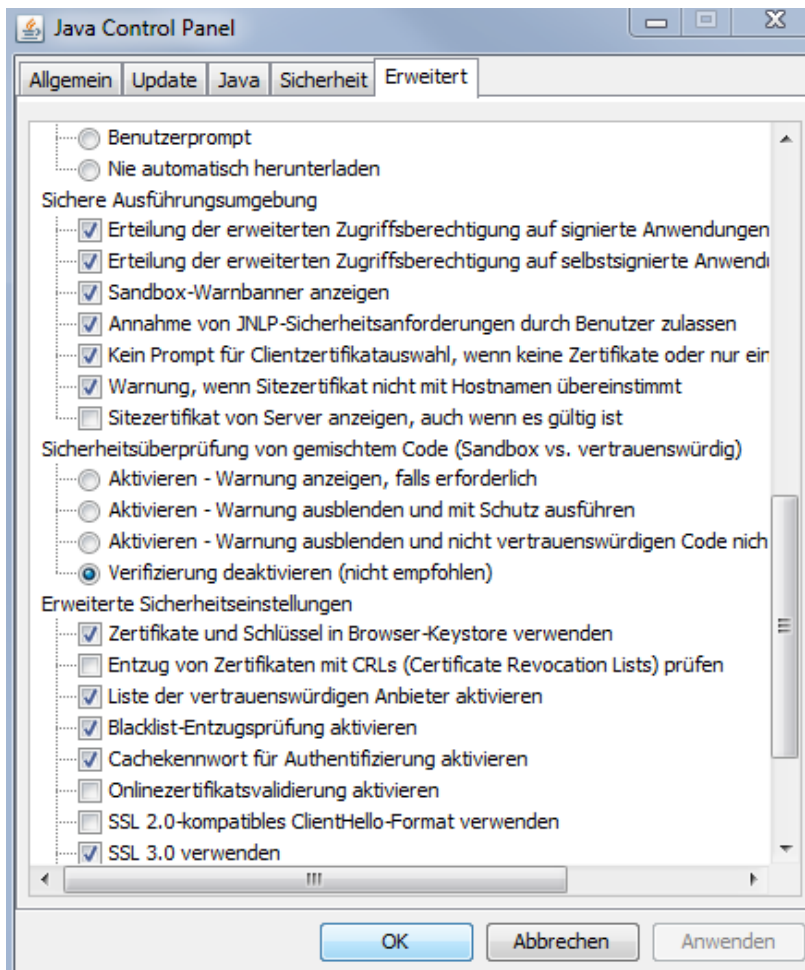 Java Control Panel
Allgemein Update Java Sicherheit Erweitert
Benutzerprompt
Nie automatisch herunterladen
Sichere Ausführungsumgebung
Erteilung der erweiterten Zugriffsberechtigung auf signierte Anwendungen
Erteilung der erweiterten Zugriffsberechtigung auf selbstsignierte Anwend
Sandbox-Warnbanner anzeigen
Annahme von JNLP-Sicherheitsanforderungen durch Benutzer zulassen
Kein Prompt für Clientzertifikatauswahl, wenn keine Zertifikate oder nur ein
Warnung, wenn Sitezertifikat nicht mit Hostnamen übereinstimmt
Sitezertifikat von Server anzeigen, auch wenn es gültig ist
Sicherheitsüberprüfung von gemischtem Code (Sandbox vs. vertrauenswürdig)
Aktivieren - Warnung anzeigen, falls erforderlich
Aktivieren - Warnung ausblenden und mit Schutz ausführen
Aktivieren - Warnung ausblenden und nicht vertrauenswürdigen Code nich
Verifizierung deaktivieren (nicht empfohlen)
Erweiterte Sicherheitseinstellungen
Zertifikate und Schlüssel in Browser-Keystore verwenden
Entzug von Zertifikaten mit CRLs (Certificate Revocation Lists) prüfen
Liste der vertrauenswürdigen Anbieter aktivieren
Blacklist-Entzugsprüfung aktivieren
Cachekennwort für Authentifizierung aktivieren
Onlinezertifikatsvalidierung aktivieren
SSL 2.0-kompatibles ClientHello-Format verwenden
SSL 3.0 verwenden
OK Abbrechen Anwenden